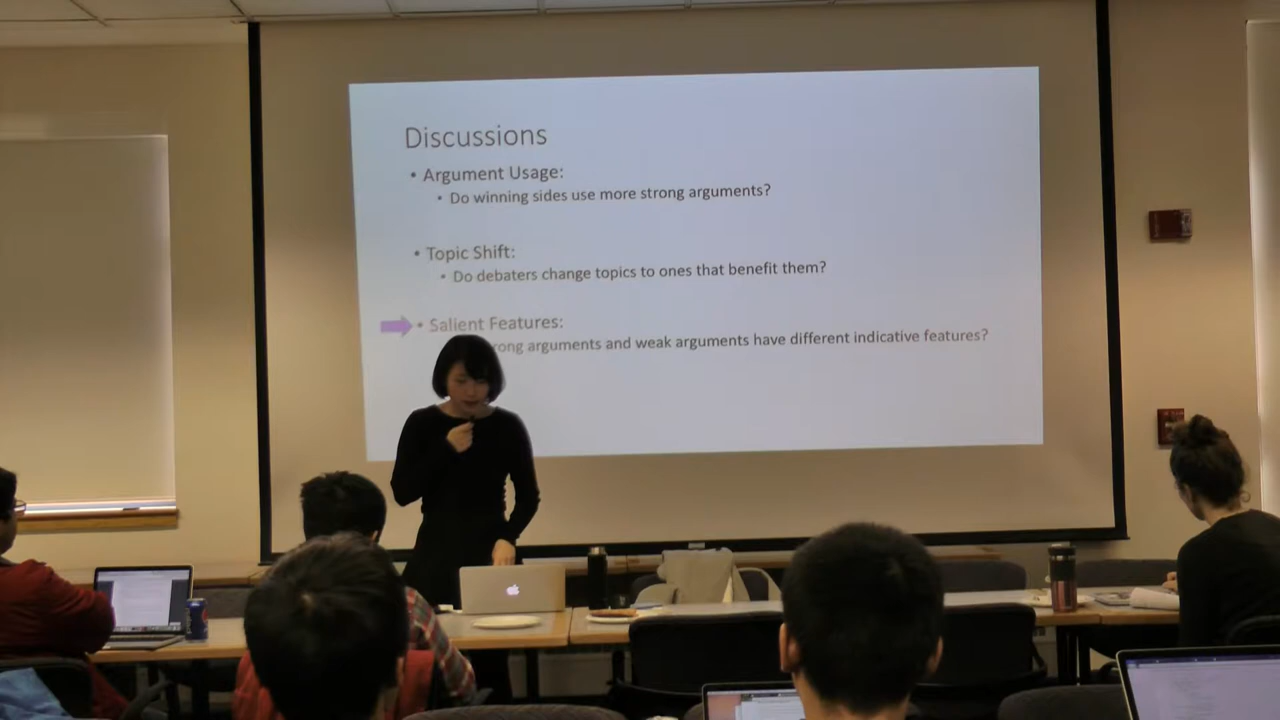 Discussions
• Argument Usage:
• Do winning sides use more strong arguments?
• Topic Shift:
• Do debaters change topics to ones that benefit them?
• Salient Features:
arguments and weak arguments have different indicative features?